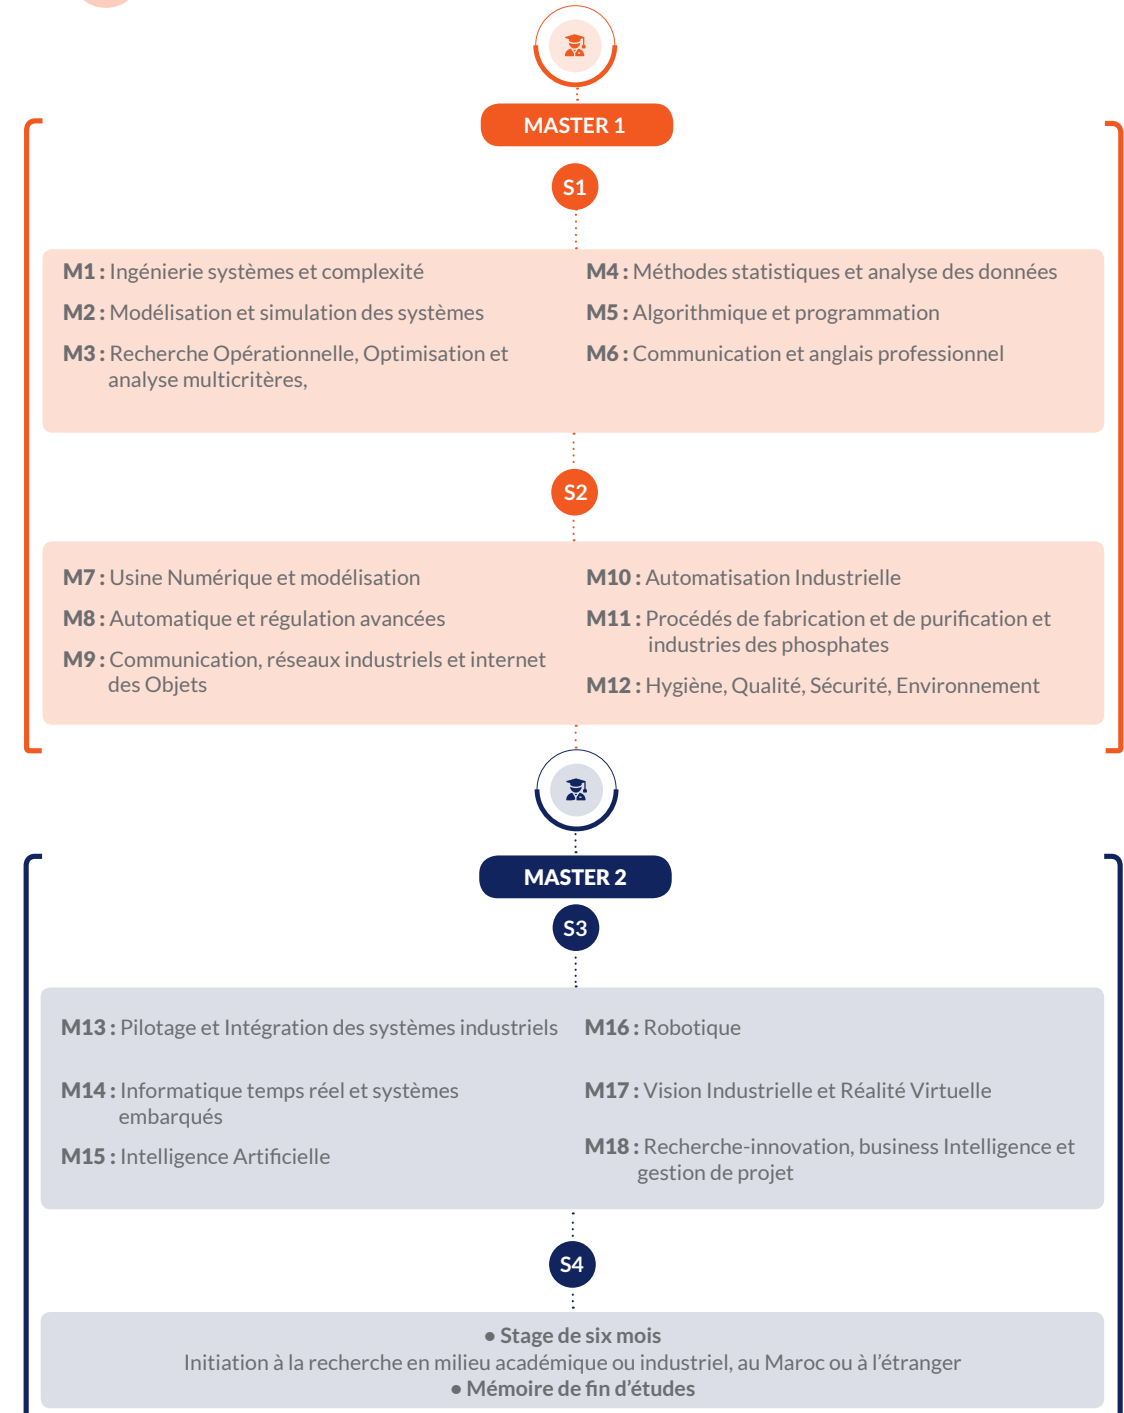 MASTER 1
S1
M1 : Ingénierie systèmes et complexité
M2 : Modélisation et simulation des systèmes
M3 : Recherche Opérationnelle, Optimisation et
analyse multicritères,
M4 : Méthodes statistiques et analyse des données
M5 : Algorithmique et programmation
M6 : Communication et anglais professionnel
S2
M7 : Usine Numérique et modélisation
M8 : Automatique et régulation avancées
M9 : Communication, réseaux industriels et internet
des Objets
M10 : Automatisation Industrielle
M11 : Procédés de fabrication et de purification et
industries des phosphates
M12 : Hygiène, Qualité, Sécurité, Environnement
MASTER 2
S3
M13 : Pilotage et Intégration des systèmes industriels
M14 : Informatique temps réel et systèmes
embarqués
M15 : Intelligence Artificielle
M16 : Robotique
M17 : Vision Industrielle et Réalité Virtuelle
M18 : Recherche-innovation, business Intelligence et
gestion de projet
S4
• Stage de six mois
Initiation à la recherche en milieu académique ou industriel, au Maroc ou à l’étranger
• Mémoire de fin d’études